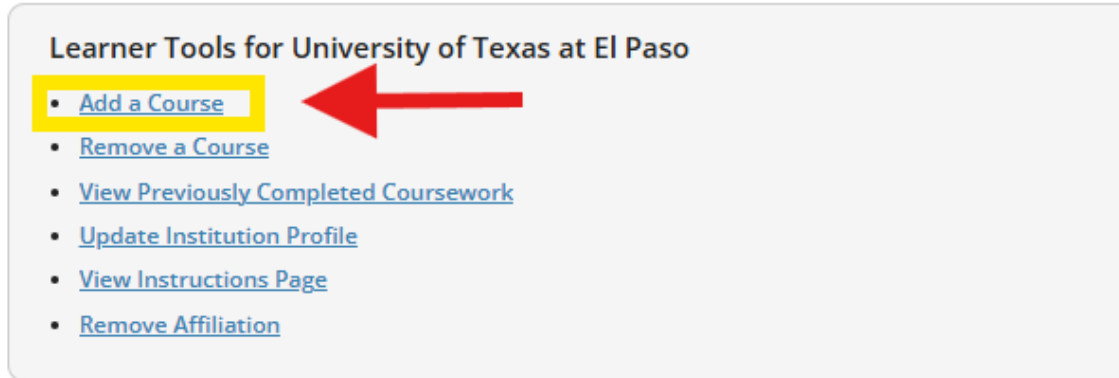 Learner Tools for University of Texas at El Paso
Add a Course
Remove a Course
View Previously Completed Coursework
Update Institution Profile
View Instructions Page
Remove Affiliation